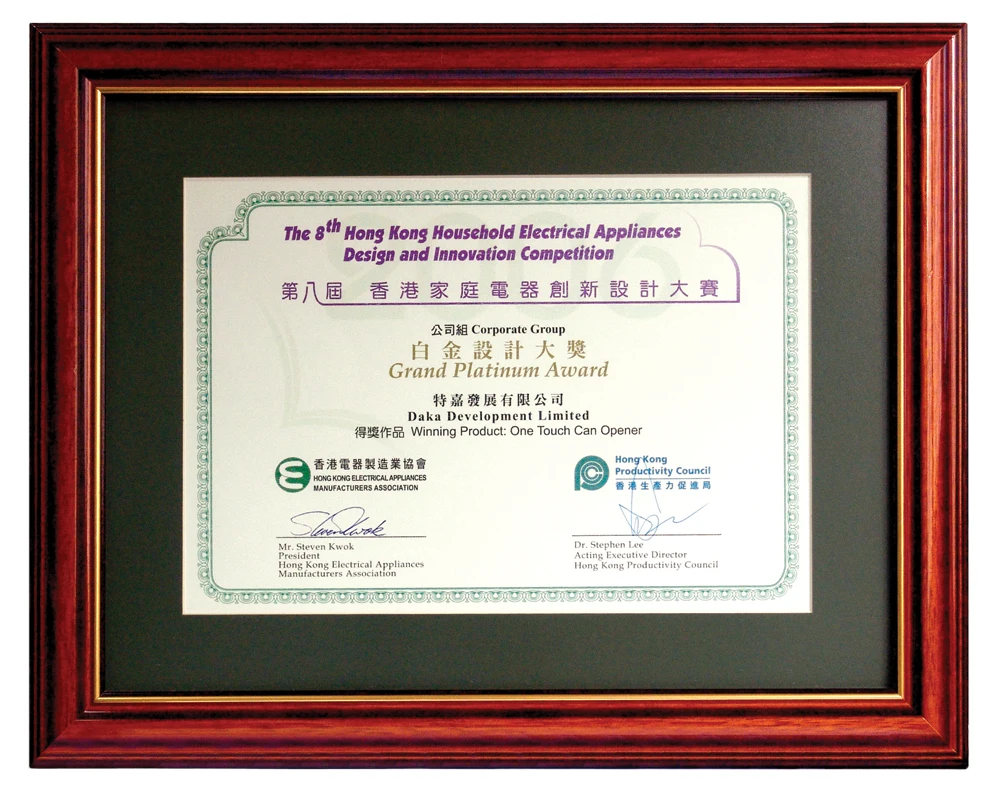 2006
The 8th Hong Kong Household Electrical Appliances
Design and Innovation Competition
第八屆 香港家庭電器創新設計大賽
公司組 Corporate Group
白金設計大獎
Grand Platinum Award
特嘉發展有限公司
Daka Development Limited
得獎作品 Winning Product: One Touch Can Opener
香港電器製造業協會
HONG KONG ELECTRICAL APPLIANCES
MANUFACTURERS ASSOCIATION
Hong Kong
Productivity Council
香港生產力促進局
Steven Kwok
Mr. Steven Kwok
President
Hong Kong Electrical Appliances
Manufacturers Association
Dr. Stephen Lee
Acting Executive Director
Hong Kong Productivity Council